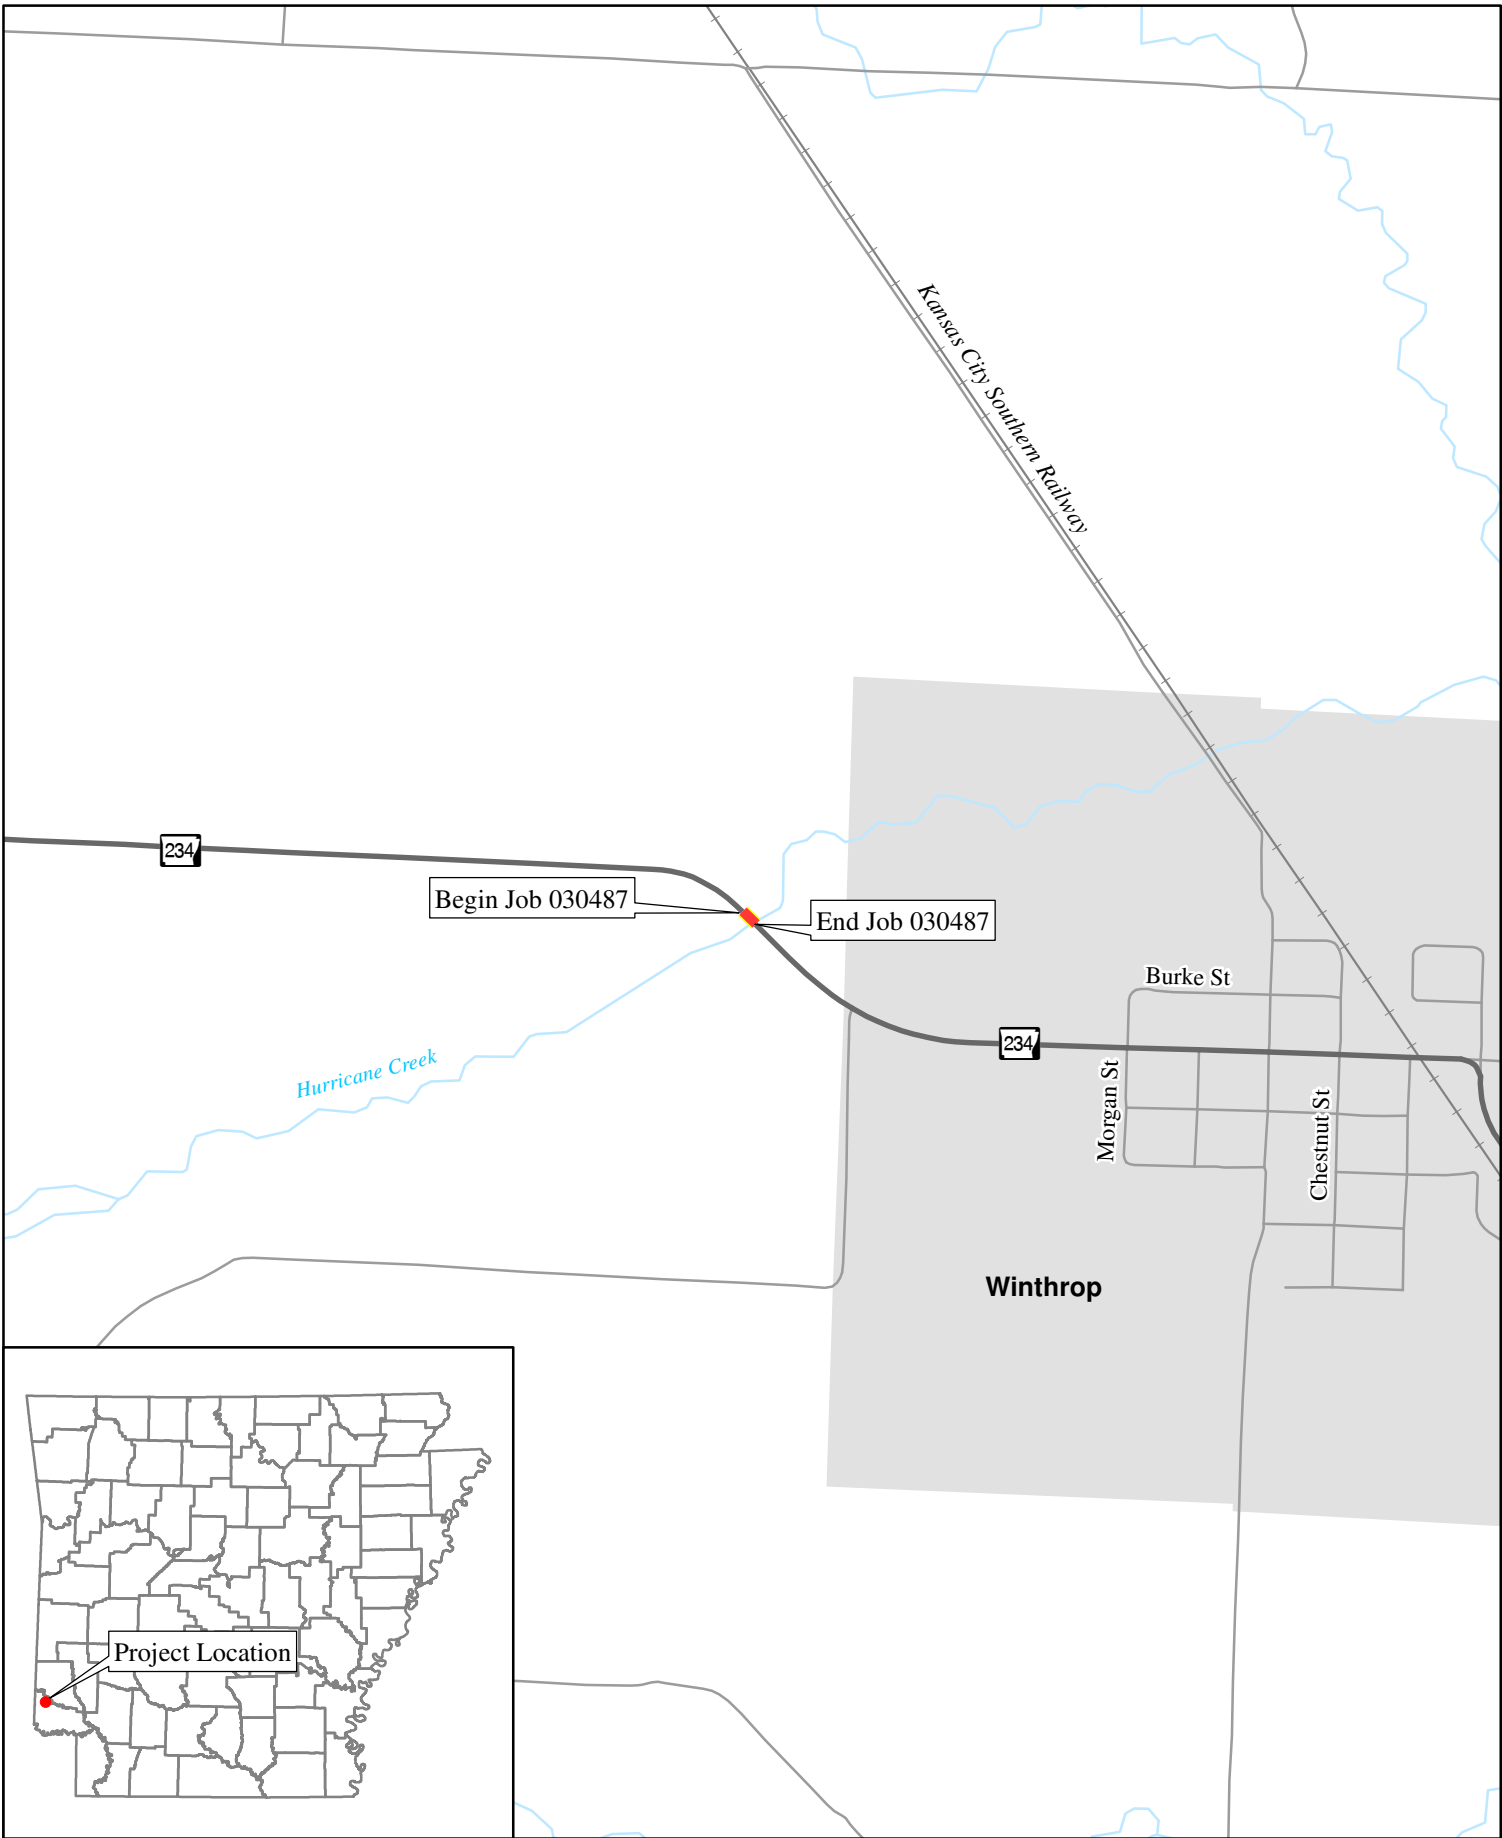 Kansas City Southern Railway
234
Begin Job 030487
End Job 030487
Burke St
234
Hurricane Creek
Morgan St
Chestnut St
Winthrop
Project Location